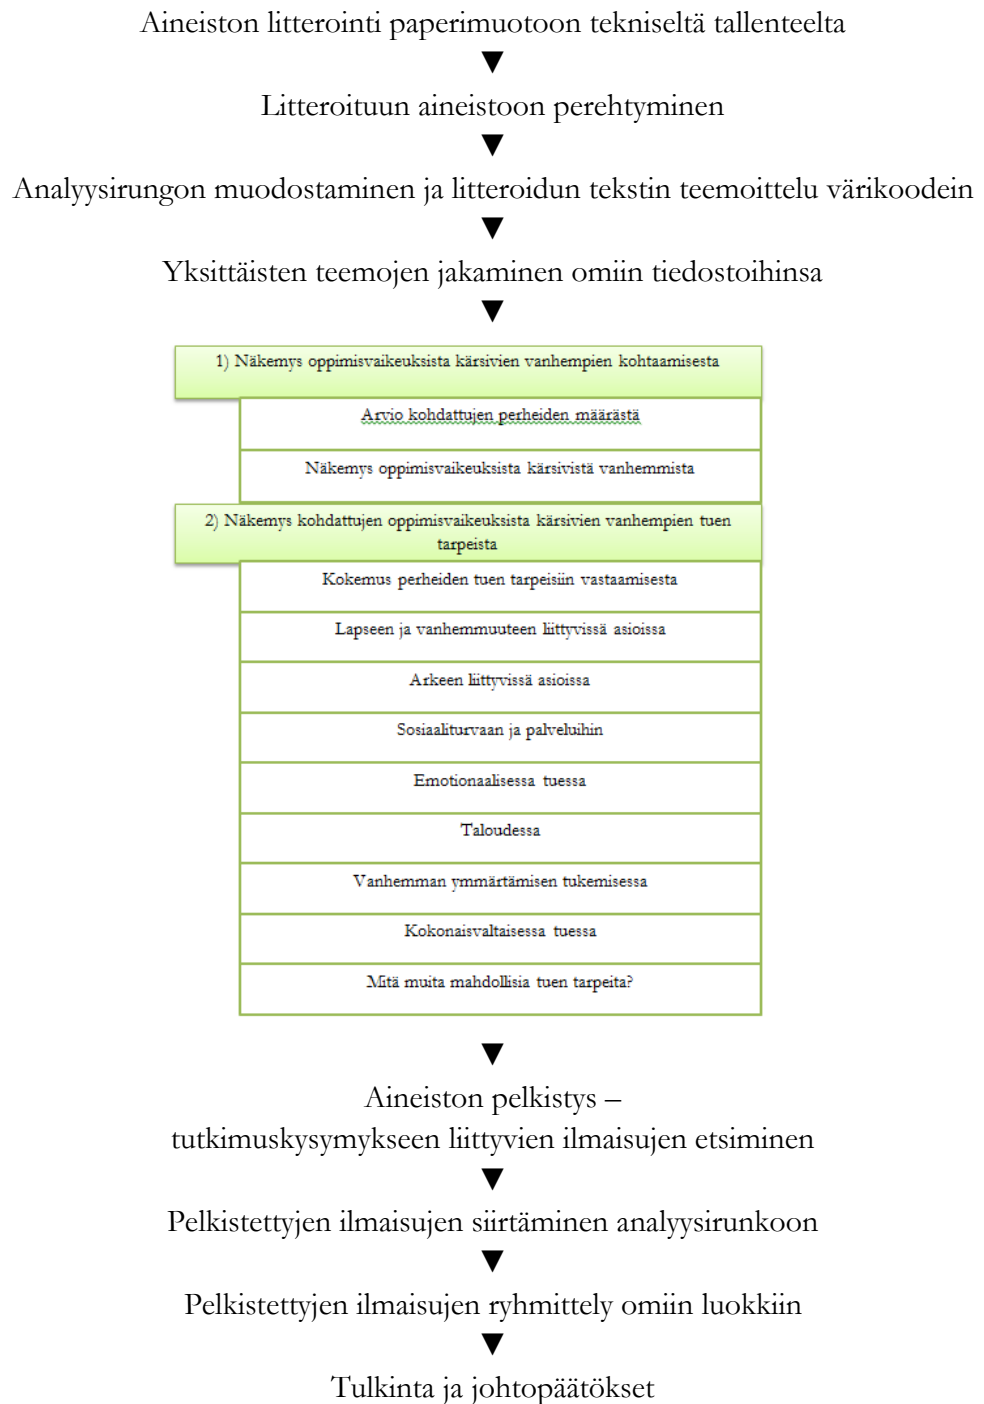 Aineiston litterointi paperimuotoon tekniseltä tallenteelta
▼
Litteroituun aineistoon perehtyminen
▼
Analyysirungon muodostaminen ja litteroidun tekstin teemoittelu värikoodein
▼
Yksittäisten teemojen jakaminen omiin tiedostoihinsa
▼
1) Näkemys oppimisvaikeuksista kärsivien vanhempien kohtaamisesta
Arvio kohdattujen perheiden määrästä
Näkemys oppimisvaikeuksista kärsivistä vanhemmista
2) Näkemys kohdattujen oppimisvaikeuksista kärsivien vanhempien tuen
tarpeista
Kokemus perheiden tuen tarpeisiin vastaamisesta
Lapseen ja vanhemmuuteen liittyvissä asioissa
Arkeen liittyvissä asioissa
Sosiaaliturvaan ja palveluihin
Emotionaalisessa tuessa
Taloudessa
Vanhemman ymmärtämisen tukemisessa
Kokonaisvaltaisessa tuessa
Mitä muita mahdollisia tuen tarpeita?
▼
Aineiston pelkistys –
tutkimuskysymykseen liittyvien ilmaisujen etsiminen
▼
Pelkistettyjen ilmaisujen siirtäminen analyysirunkoon
▼
Pelkistettyjen ilmaisujen ryhmittely omiin luokkiin
▼
Tulkinta ja johtopäätökset